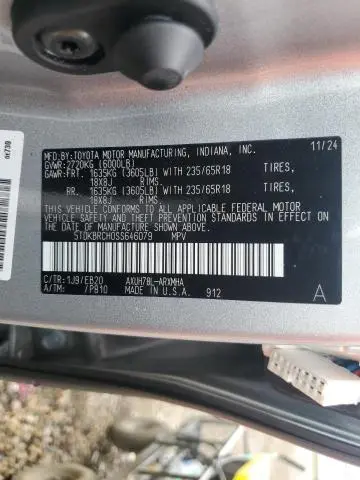 MFD.BY:TOYOTA MOTOR MANUFACTURING, INDIANA, INC. 11/24
GVWR:2720KG (6000LB)
GAWR:FRT. 1635KG (3605LB) WITH 235/65R18 TIRES,
18X8J RIMS.
RR. 1635KG (3605LB) WITH 235/65R18 TIRES,
18X8J RIMS.
THIS VEHICLE CONFORMS TO ALL APPLICABLE FEDERAL MOTOR
VEHICLE SAFETY STANDARDS IN EFFECT ON THE DATE OF
MANUFACTURE SHOWN ABOVE.
5TDKBRCH0SS646079 MPV
C/TR:1J9/EB20 AXUH78L-ARXMHA
A/TM: /P810 MADE IN U.S.A. 912 A